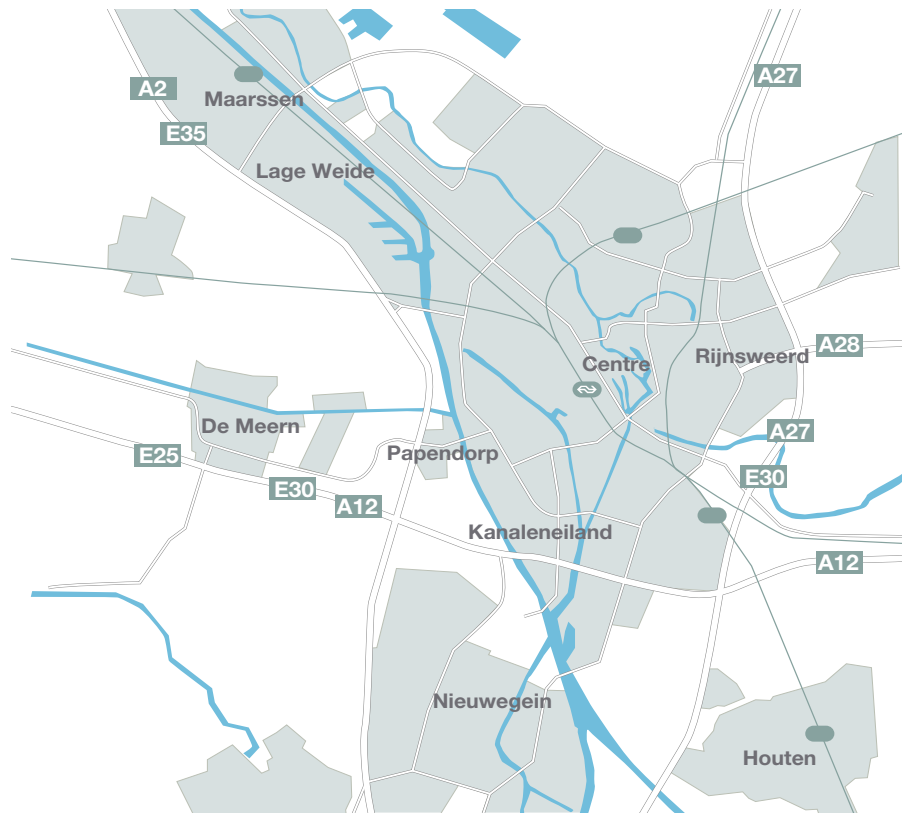 A27
A2
Maarssen
E35
Lage Weide
A28
Rijnsweerd
Centre
De Meern
A27
Papendorp
E25
E30
E30
A12
Kanaleneiland
A12
Nieuwegein
Houten